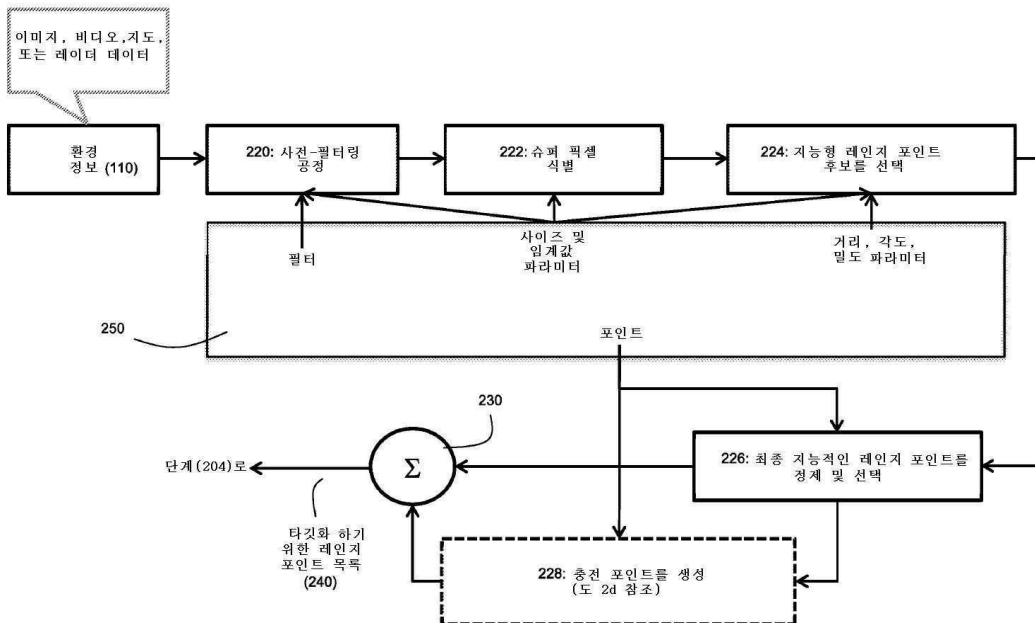 이미지, 비디오,지도,
또는 레이더 데이터
환경
정보 (110)
220: 사전-필터링
공정
222: 슈퍼 픽셀
식별
224: 지능형 레인지 포인트
후보를 선택
필터
사이즈 및
임계값
파라미터
거리, 각도,
밀도 파라미터
250
포인트
230
단계(204)로
Σ
226: 최종 지능적인 레인지 포인트를
정제 및 선택
타깃화 하기
위한 레인지
포인트 목록
(240)
228: 충전 포인트를 생성
(도 2d 참조)